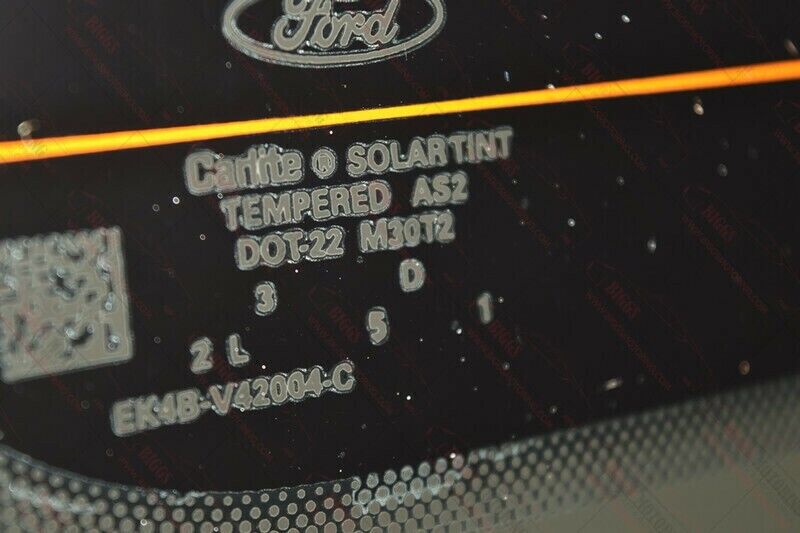 Ford
Carlite ® SOLARTINT
TEMPERED AS2
DOT-22 M30T2
3 D
2 L 5 1
EK4B-V42004-C